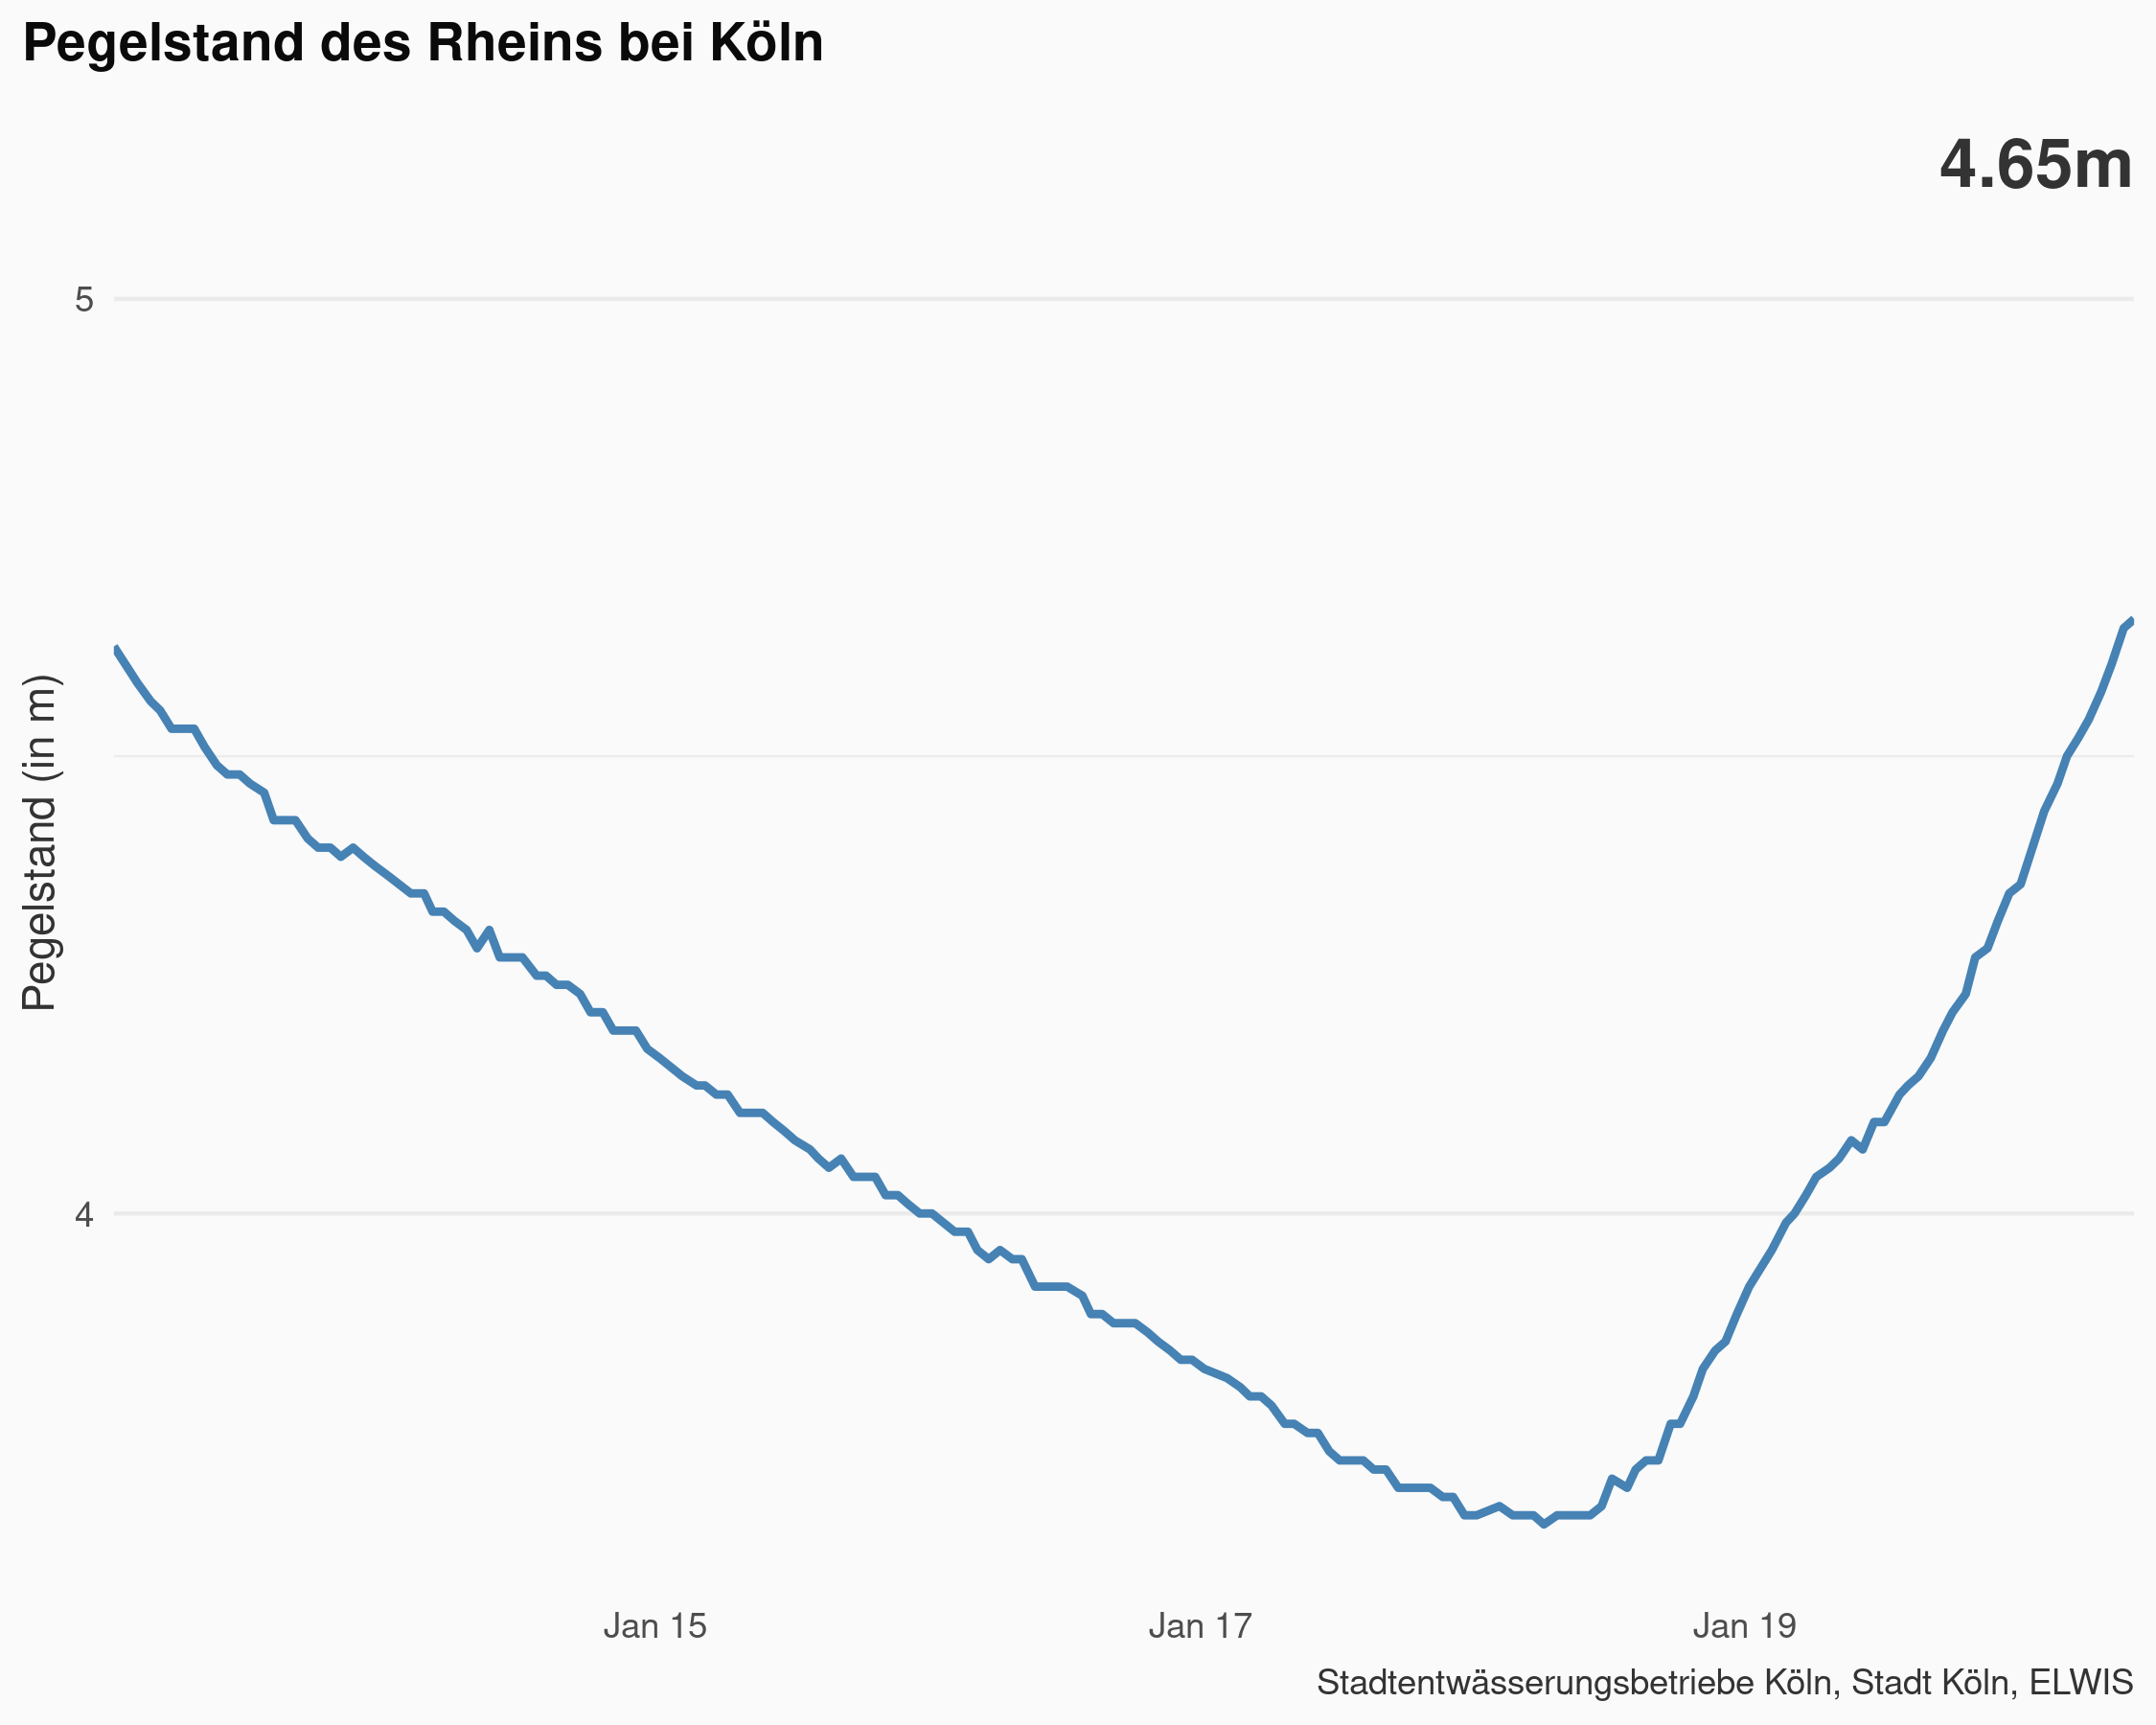 Pegelstand des Rheins bei Köln
4.65m
5
Pegelstand (in m)
4
Jan 15
Jan 17
Jan 19
Stadtentwässerungsbetriebe Köln, Stadt Köln, ELWIS